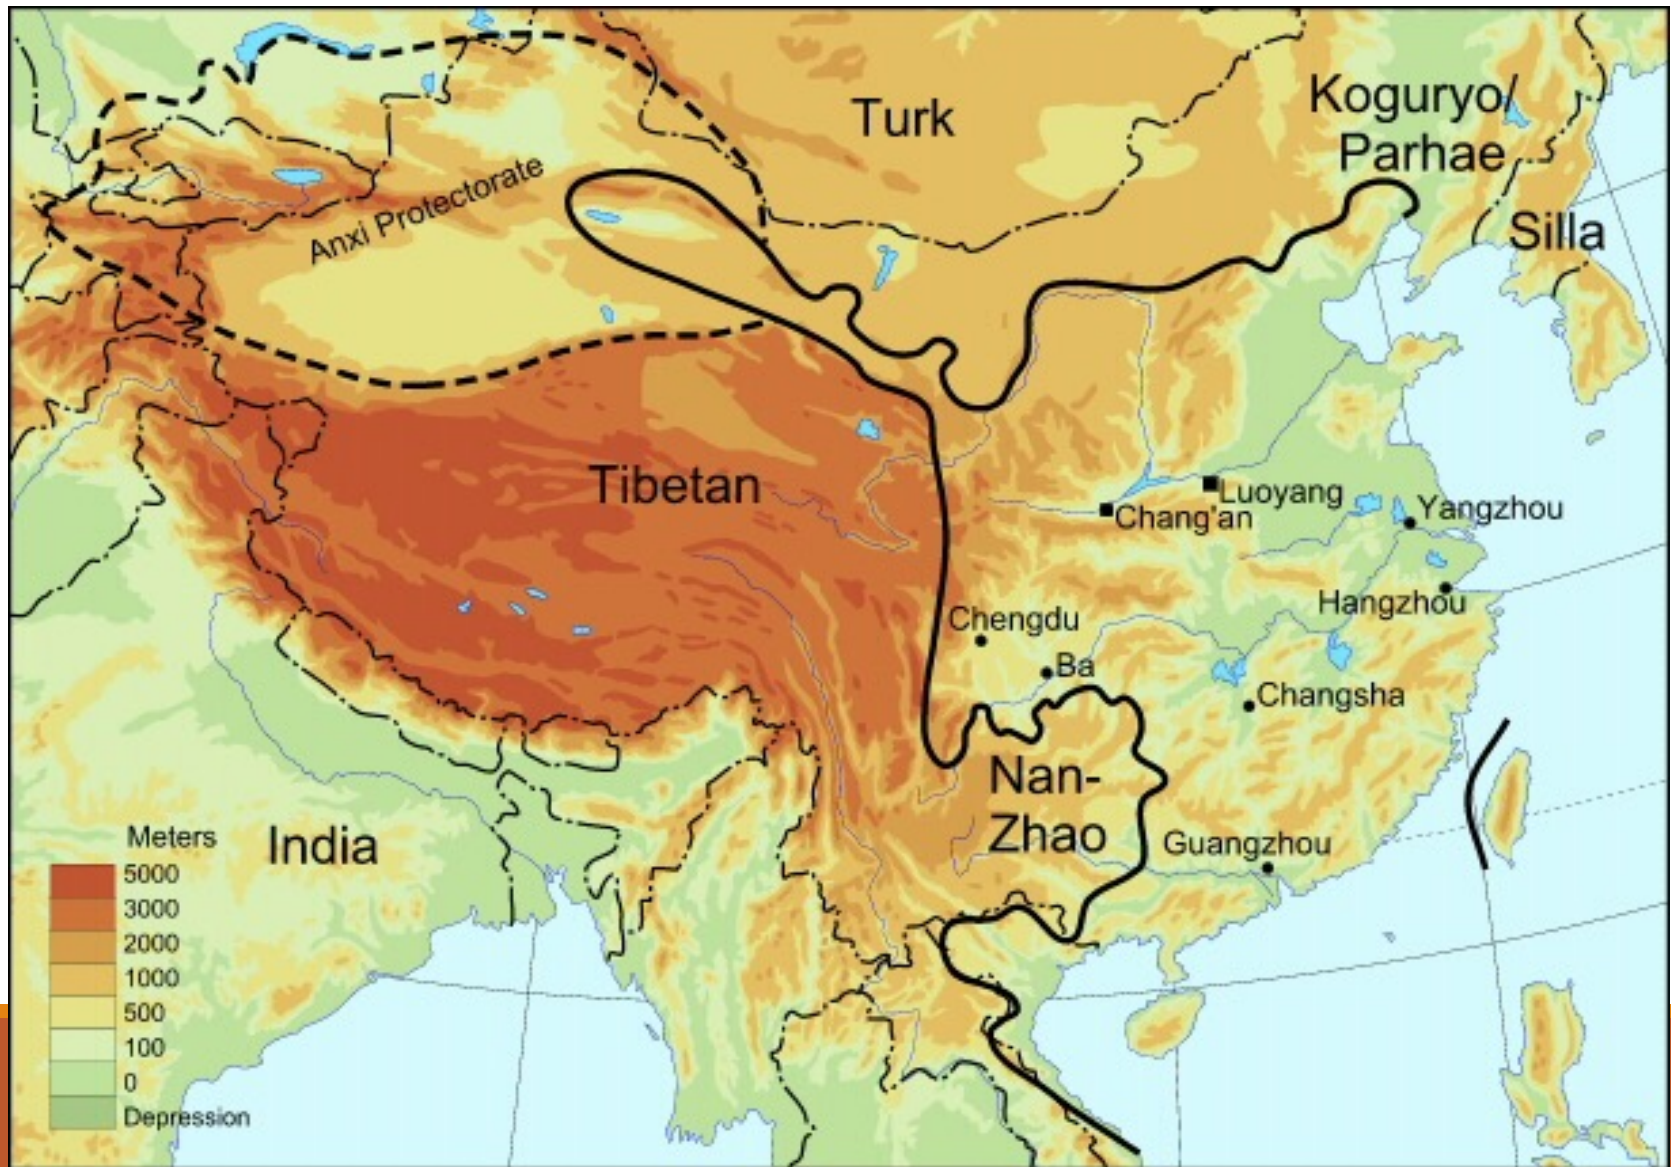 Turk
Koguryo/
Parhae
Silla
Anxi Protectorate
Tibetan
Luoyang
Chang'an
Yangzhou
Hangzhou
Chengdu
Ba
Changsha
Nan-
Zhao
Guangzhou
India
Meters
5000
3000
2000
1000
500
100
0
Depression